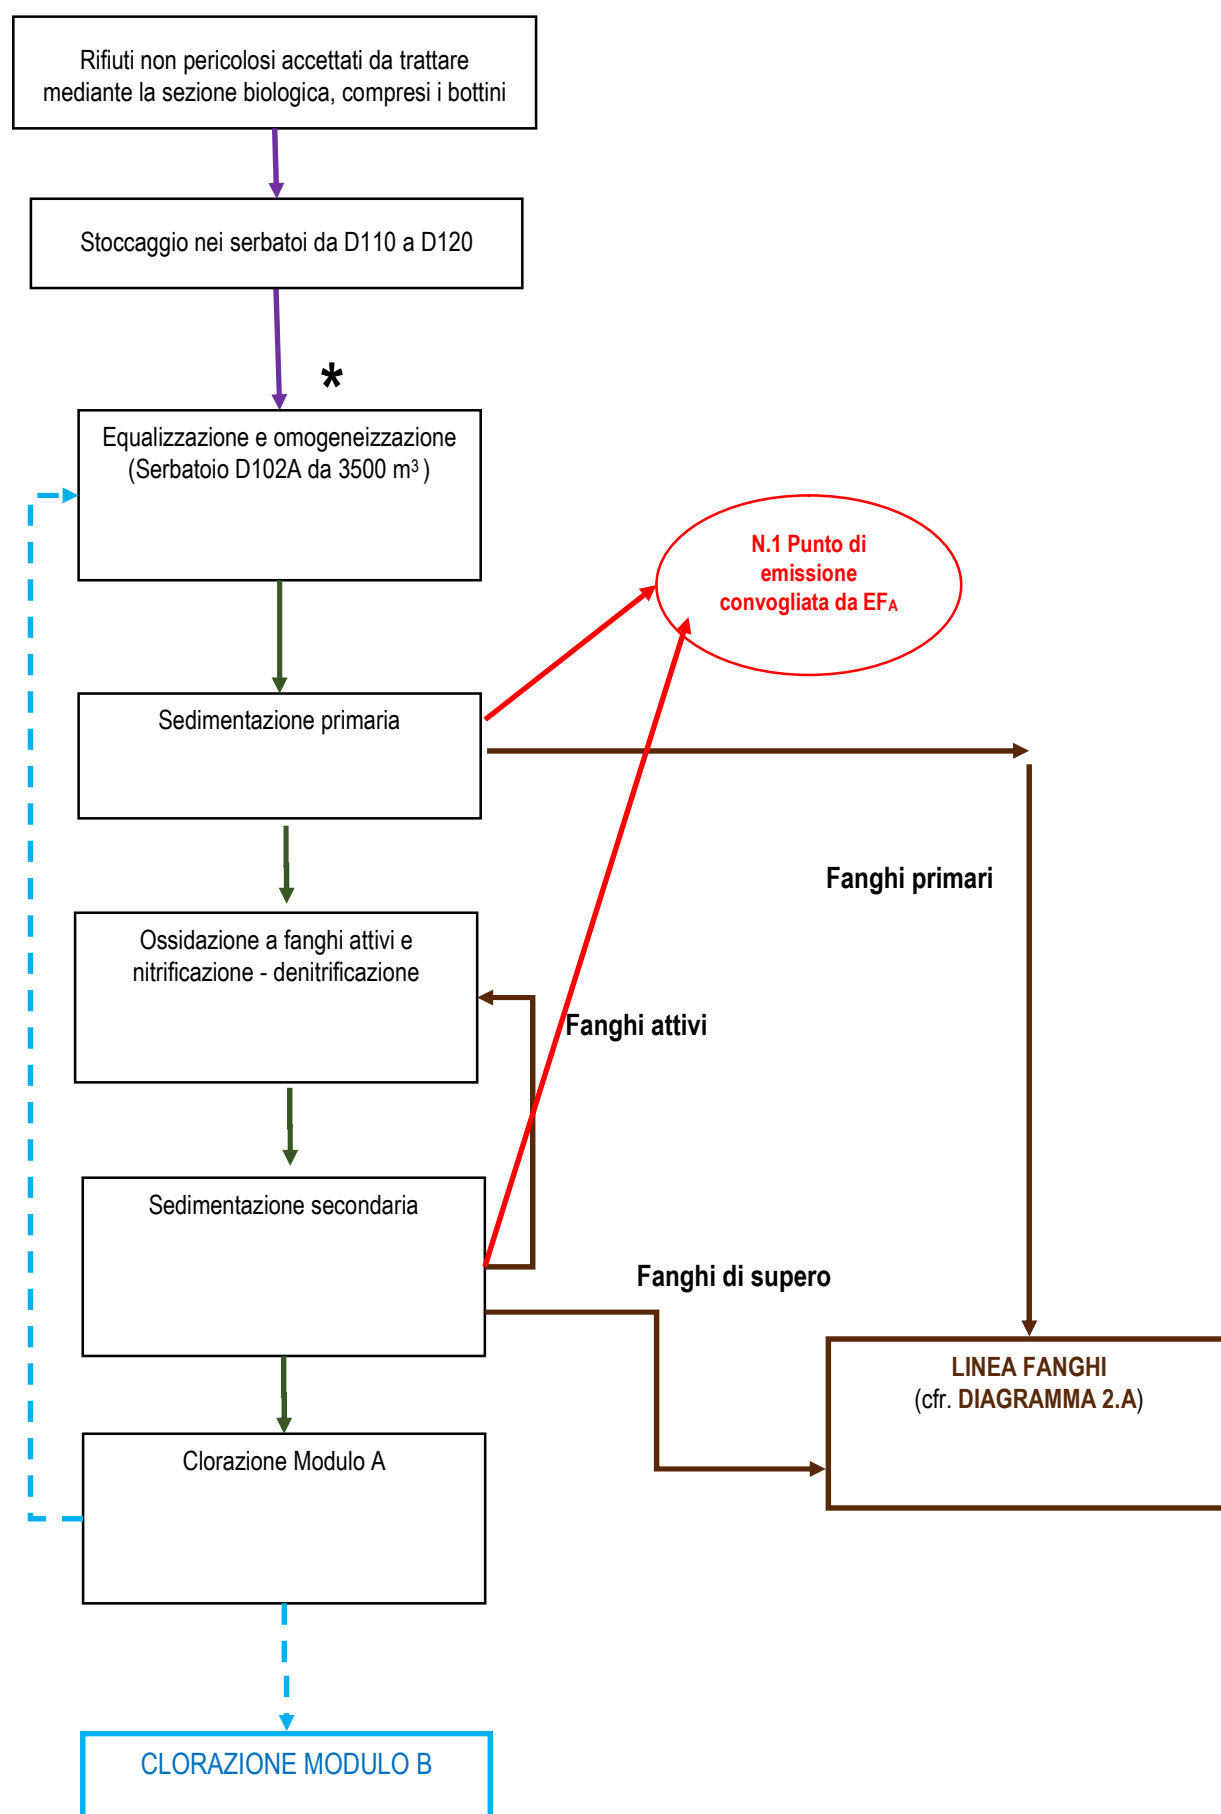 Rifiuti non pericolosi accettati da trattare
mediante la sezione biologica, compresi i bottini
Stoccaggio nei serbatoi da D110 a D120
*
Equalizzazione e omogeneizzazione
(Serbatoio D102A da 3500 m³ )
N.1 Punto di
emissione
convogliata da EFA
Sedimentazione primaria
Fanghi primari
Ossidazione a fanghi attivi e
nitrificazione - denitrificazione
Fanghi attivi
Sedimentazione secondaria
Fanghi di supero
LINEA FANGHI
(cfr. DIAGRAMMA 2.A)
Clorazione Modulo A
CLORAZIONE MODULO B